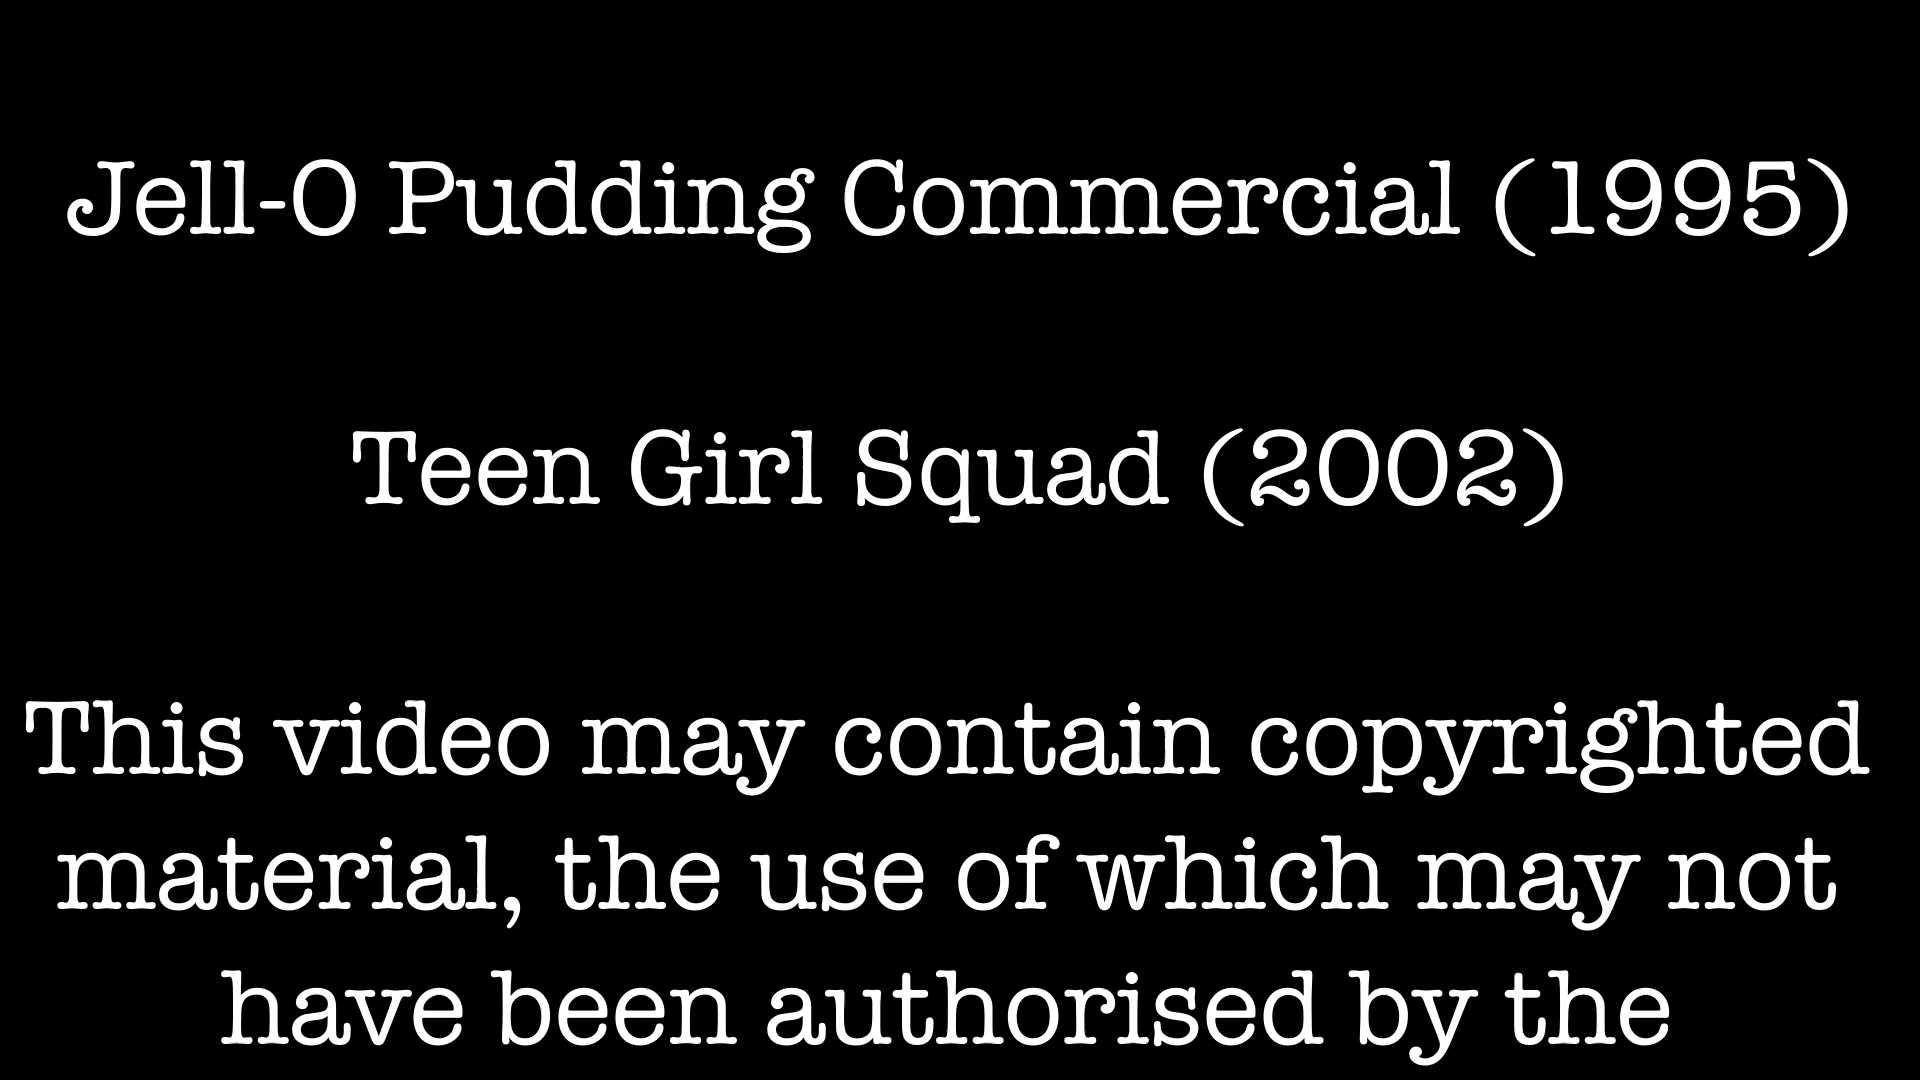 Jell-O Pudding Commercial (1995)
Teen Girl Squad (2002)
This video may contain copyrighted
material, the use of which may not
have been authorised by the